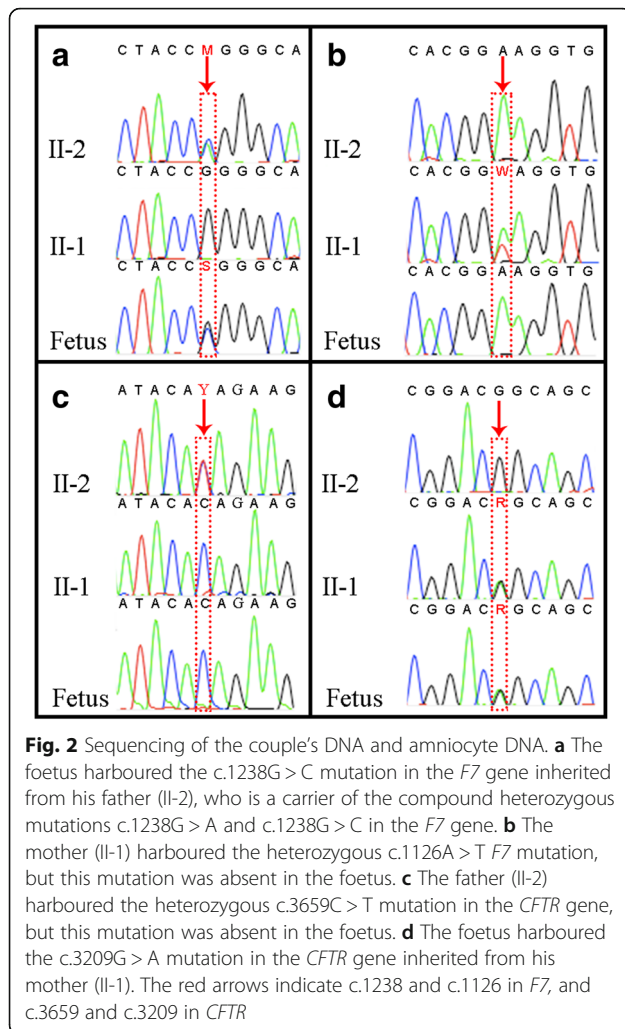 a
C T A C C M G G G C A
II-2
C T A C C G G G G C A
II-1
C T A C C S G G G C A
Fetus
b
C A C G G A A G G T G
II-2
C A C G G W A G G T G
II-1
C A C G G A A G G T G
Fetus
c
A T A C A Y A G A A G
II-2
A T A C A C A G A A G
II-1
A T A C A C A G A A G
Fetus
d
C G G A C G G C A G C
II-2
C G G A C R G C A G C
II-1
C G G A C R G C A G C
Fetus
Fig. 2 Sequencing of the couple's DNA and amniocyte DNA. a The
foetus harboured the c.1238G > C mutation in the F7 gene inherited
from his father (II-2), who is a carrier of the compound heterozygous
mutations c.1238G > A and c.1238G > C in the F7 gene. b The
mother (II-1) harboured the heterozygous c.1126A > T F7 mutation,
but this mutation was absent in the foetus. c The father (II-2)
harboured the heterozygous c.3659C > T mutation in the CFTR gene,
but this mutation was absent in the foetus. d The foetus harboured
the c.3209G > A mutation in the CFTR gene inherited from his
mother (II-1). The red arrows indicate c.1238 and c.1126 in F7, and
c.3659 and c.3209 in CFTR